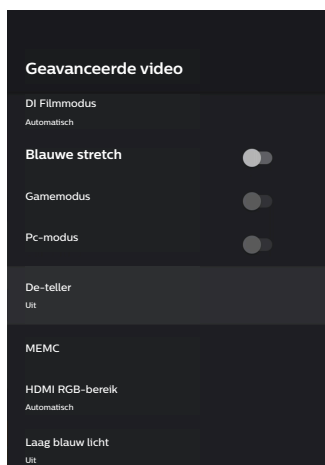 Geavanceerde video
DI Filmmodus
Automatisch
Blauwe stretch
Gamemodus
Pc-modus
De-teller
Uit
MEMC
HDMI RGB-bereik
Automatisch
Laag blauw licht
Uit